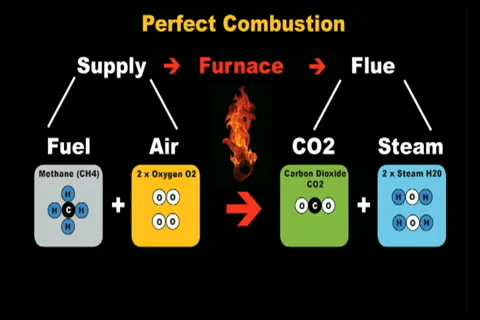 Perfect Combustion
Supply → Furnace → Flue
Fuel Air CO2 Steam
Methane (CH4) 2 x Oxygen O2 Carbon Dioxide CO2 2 x Steam H20
H
H C H
H
+
O O
O O
O C O
+
H O H
H O H